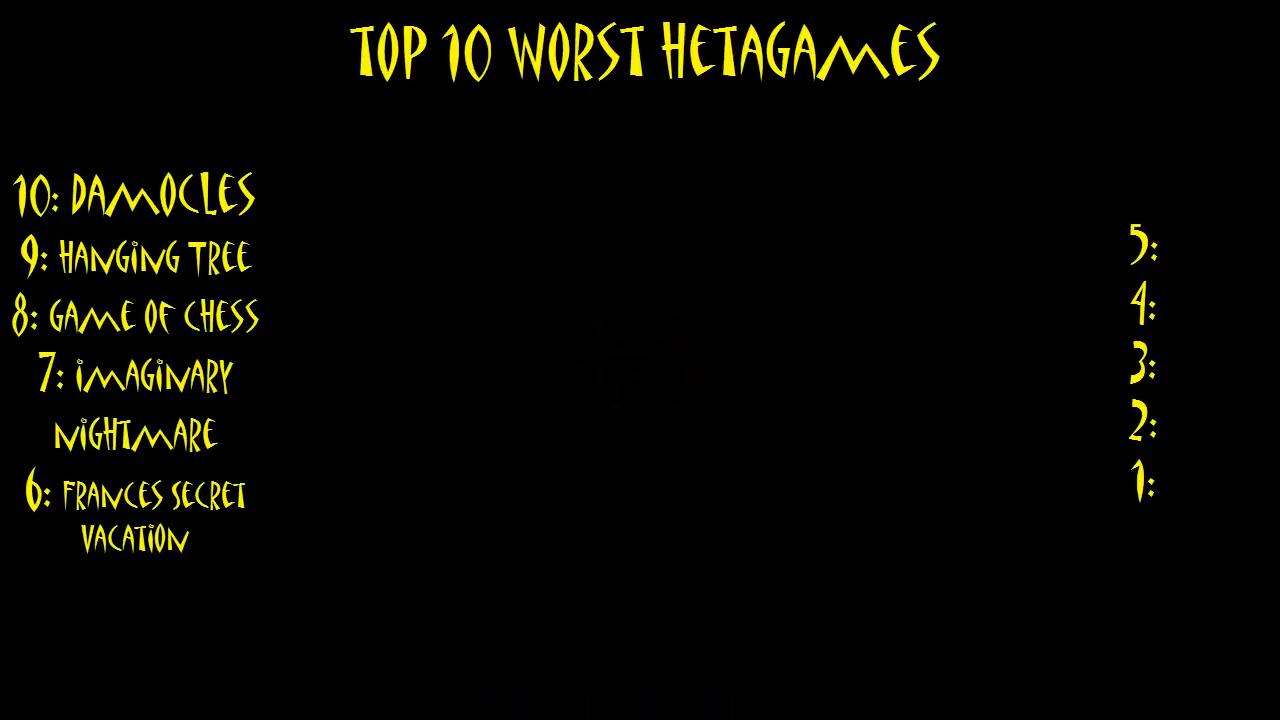 TOP 10 WORST HETAGAMES
10: DAMOCLES
9: HANGING TREE
8: GAME OF CHESS
7: IMAGINARY
NIGHTMARE
6: FRANCES SECRET
VACATION
5:
4:
3:
2:
1: